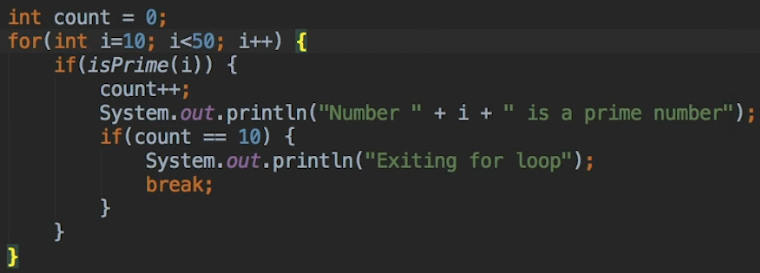 int count = 0;
for(int i=10; i<50; i++) {
    if(isPrime(i)) {
        count++;
        System.out.println("Number " + i + " is a prime number");
        if(count == 10) {
            System.out.println("Exiting for loop");
            break;
        }
    }
}